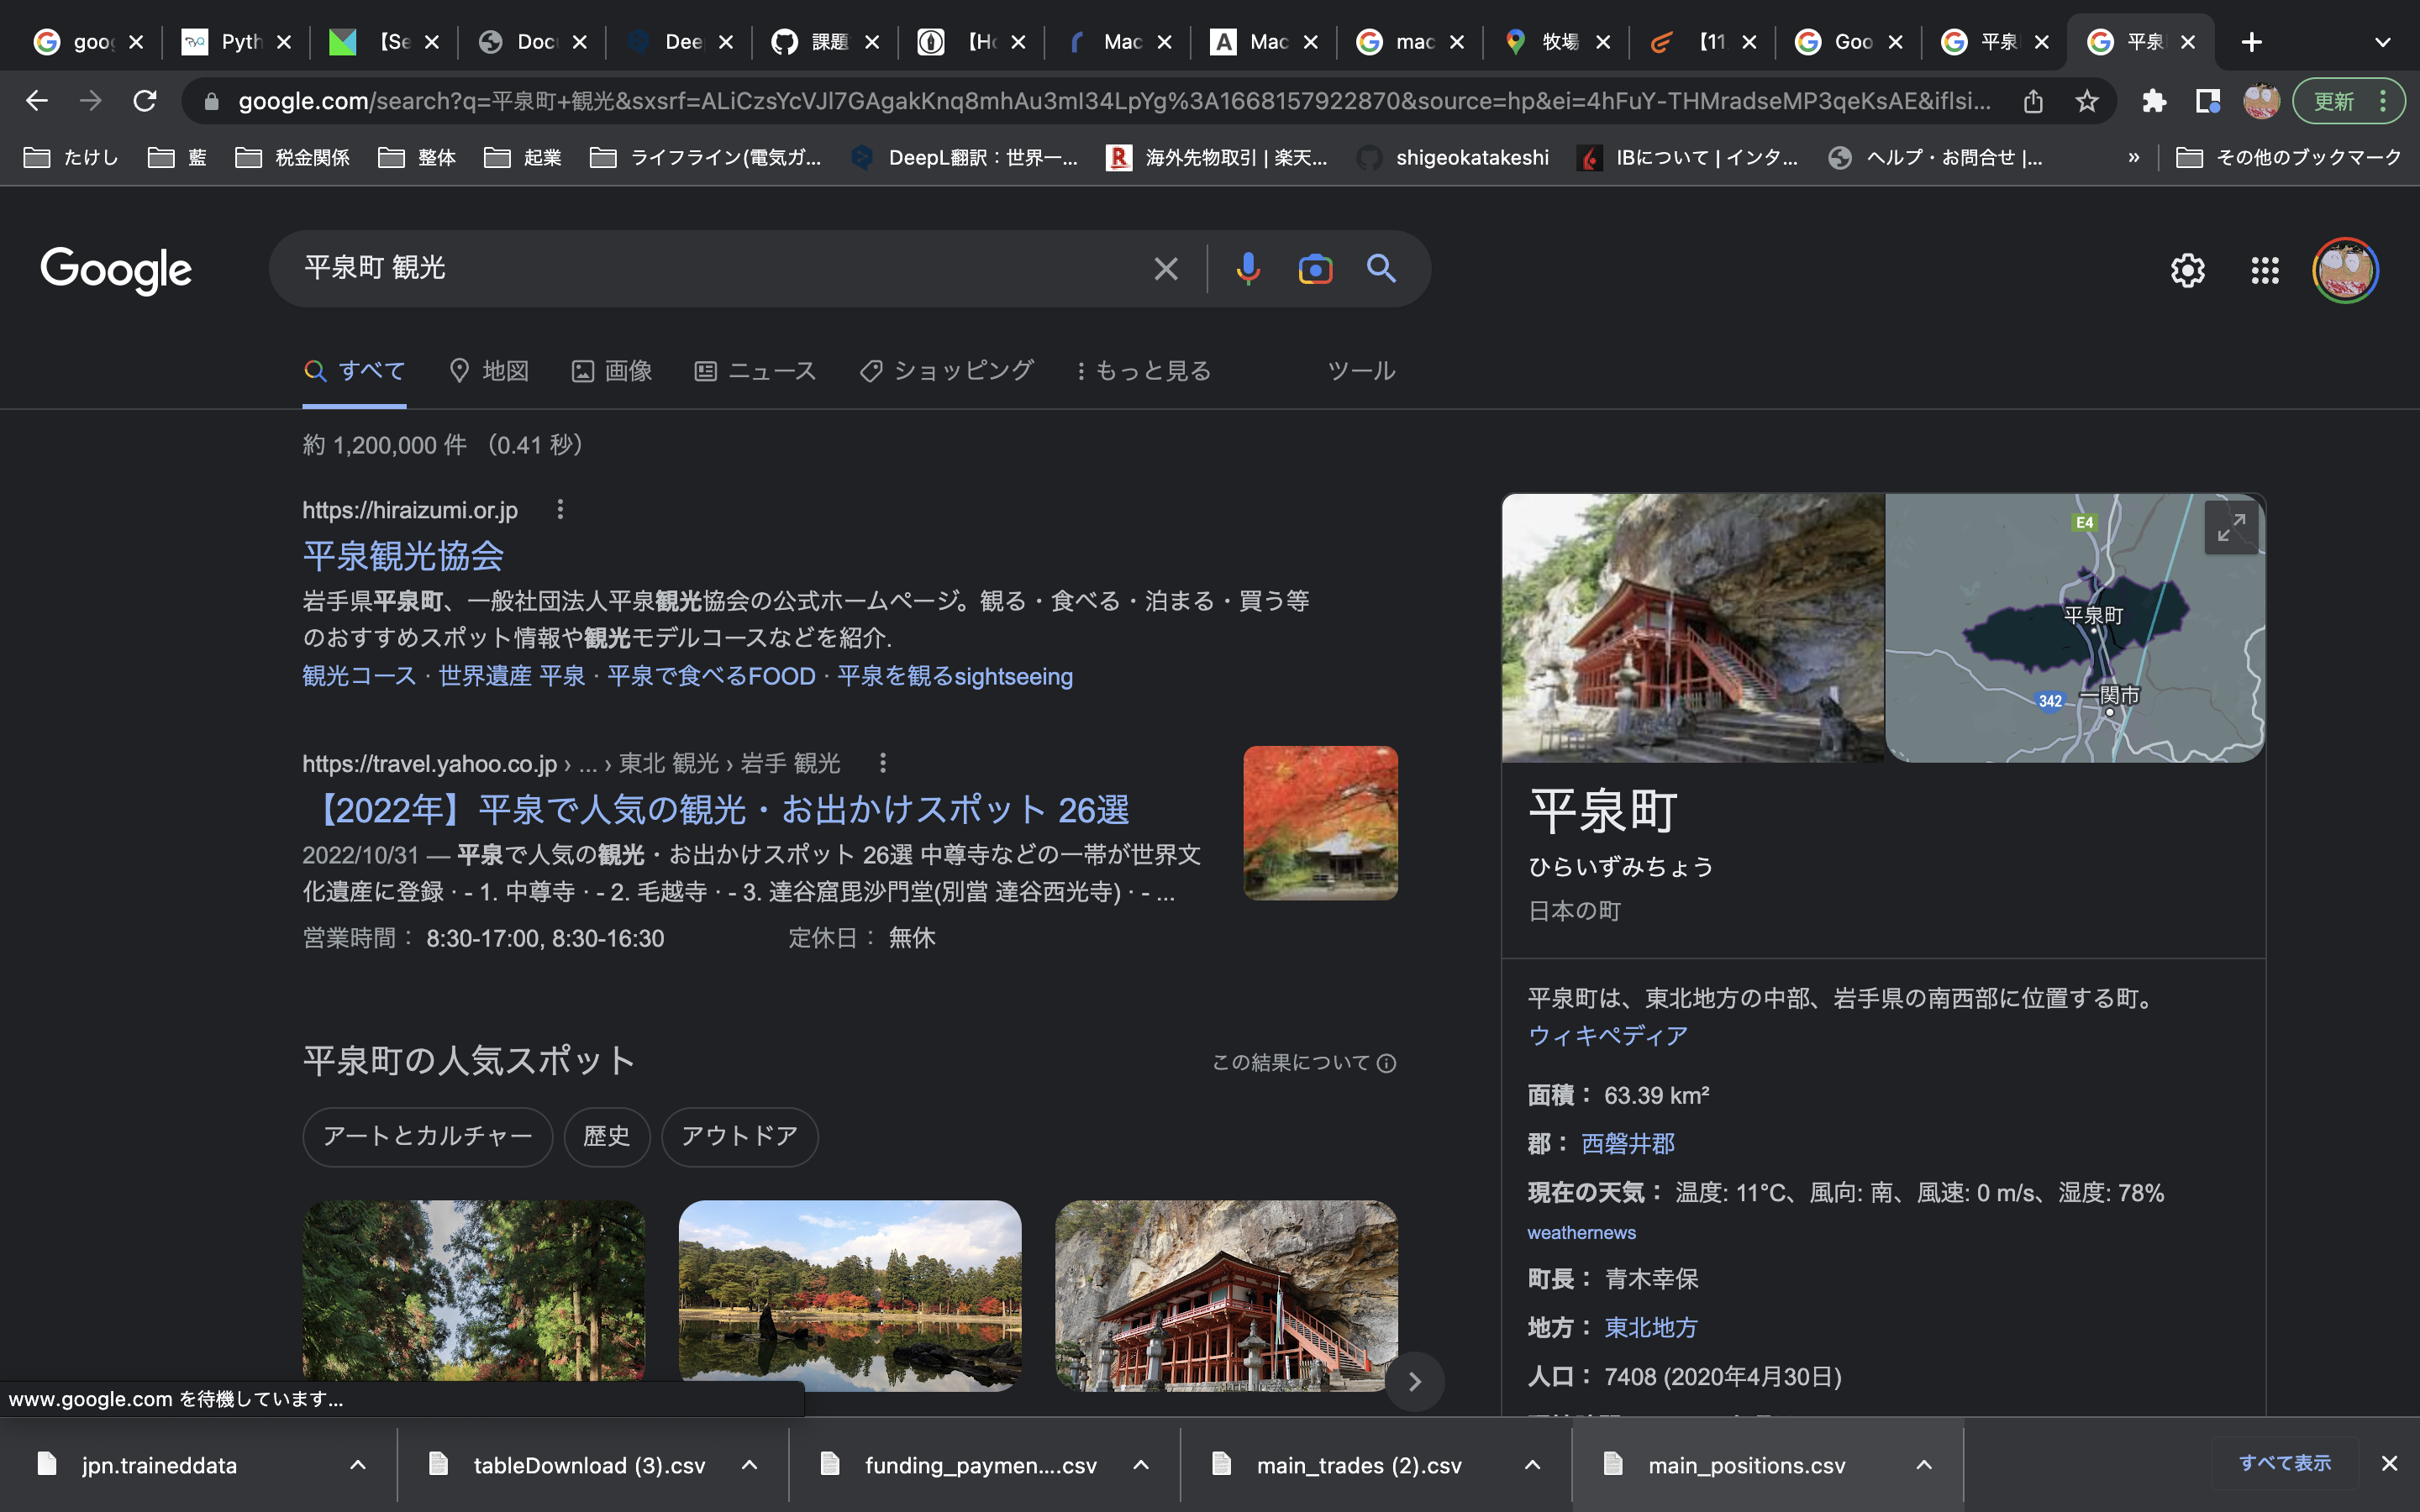 goog
Pyth
【Se
Docu
Deep
課題
【Ho
Mac
Mac
mac
牧場
【11
Goo
平泉
平泉
google.com/search?q=平泉町+観光&sxsrf=ALiCzsYcVJl7GAgakKnq8mhAu3mI34LpYg%3A1668157922870&source=hp&ei=4hFuY-THMradseMP3qeKsAE&iflsi...
更新
たけし
藍
税金関係
整体
起業
ライフライン(電気ガ...
DeepL翻訳：世界一...
海外先物取引 | 楽天...
shigeokatakeshi
IBについて | インタ...
ヘルプ・お問合せ |...
»
その他のブックマーク
Google
平泉町 観光
すべて
地図
画像
ニュース
ショッピング
もっと見る
ツール
約 1,200,000 件 （0.41 秒）
https://hiraizumi.or.jp
平泉観光協会
岩手県平泉町、一般社団法人平泉観光協会の公式ホームページ。観る・食べる・泊まる・買う等
のおすすめスポット情報や観光モデルコースなどを紹介.
観光コース · 世界遺産 平泉 · 平泉で食べるFOOD · 平泉を観るsightseeing
https://travel.yahoo.co.jp › ... › 東北 観光 › 岩手 観光
【2022年】平泉で人気の観光・お出かけスポット 26選
2022/10/31 — 平泉で人気の観光・お出かけスポット 26選 中尊寺などの一帯が世界文
化遺産に登録 · - 1. 中尊寺 · - 2. 毛越寺 · - 3. 達谷窟毘沙門堂(別當 達谷西光寺) · - ...
営業時間： 8:30-17:00, 8:30-16:30
定休日： 無休
平泉町の人気スポット
この結果について
アートとカルチャー
歴史
アウトドア
E4
平泉町
342
一関市
平泉町
ひらいずみちょう
日本の町
平泉町は、東北地方の中部、岩手県の南西部に位置する町。
ウィキペディア
面積： 63.39 km²
郡： 西磐井郡
現在の天気： 温度: 11°C、風向: 南、風速: 0 m/s、湿度: 78%
weathernews
町長： 青木幸保
地方： 東北地方
人口： 7408 (2020年4月30日)
www.google.com を待機しています...
jpn.traineddata
tableDownload (3).csv
funding_paymen....csv
main_trades (2).csv
main_positions.csv
すべて表示